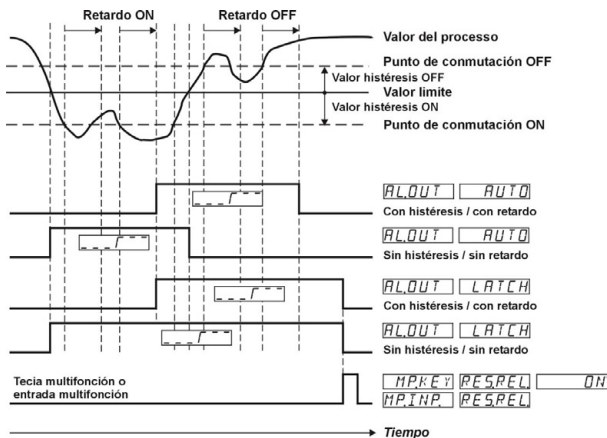 Retardo ON Retardo OFF
Valor del proceso
Punto de conmutación OFF
Valor histéresis OFF
Valor limite
Valor histéresis ON
Punto de conmutación ON
AL.OUT AUTO
Con histéresis / con retardo
AL.OUT AUTO
Sin histéresis / sin retardo
AL.OUT LATCH
Con histéresis / con retardo
AL.OUT LATCH
Sin histéresis / sin retardo
Tecia multifonción o
entrada multifonción
MP.KEY RES.REL. ON
MP.INP. RES.REL.
Tiempo